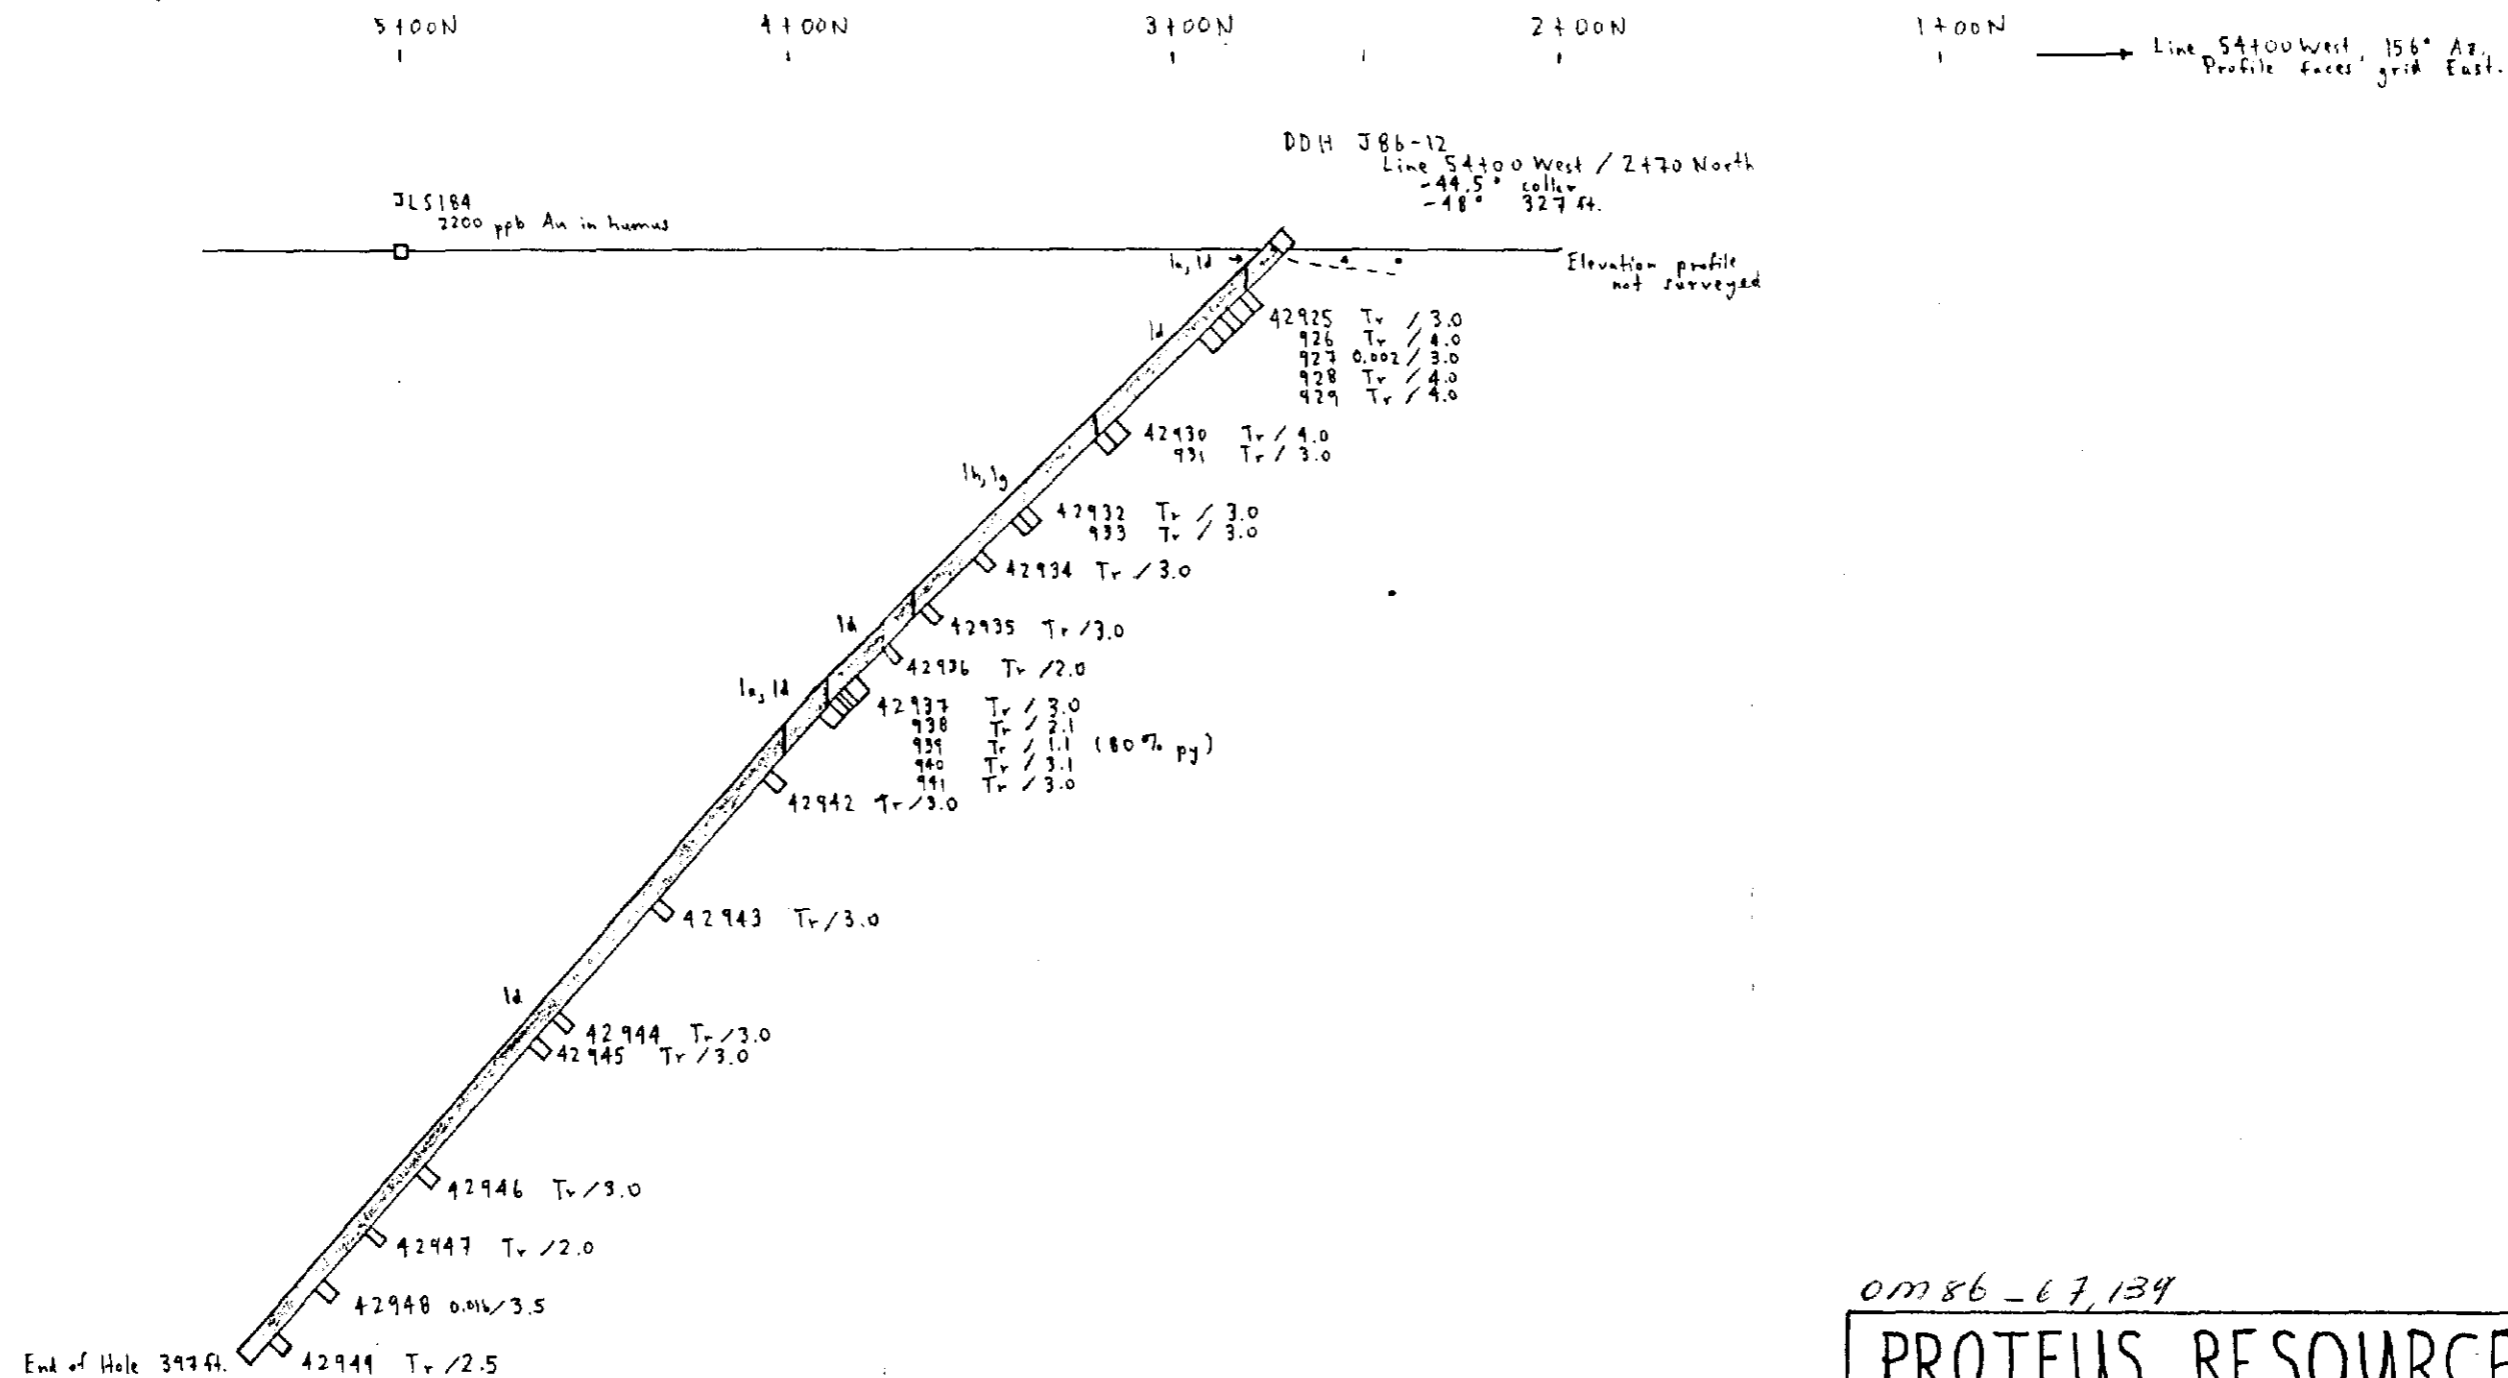 5+00N 4+00N 3+00N 2+00N 1+00N
Line 54+00 West, 156° Az.
Profile faces grid East.
DDH J86-12
Line 54+00 West / 2+70 North
-44.5° collar
-48° 327 ft.
JLS184
2200 ppb Au in humus
1a, 1d
Elevation profile
not surveyed
1d
42925 Tr / 3.0
926 Tr / 4.0
927 0.002 / 3.0
928 Tr / 4.0
929 Tr / 4.0
42930 Tr / 4.0
931 Tr / 3.0
1h, 1g
42932 Tr / 3.0
933 Tr / 3.0
42934 Tr / 3.0
1d
42935 Tr / 3.0
42936 Tr / 2.0
1a, 1d
42937 Tr / 3.0
938 Tr / 2.1
939 Tr / 1.1 (80% py)
940 Tr / 3.1
941 Tr / 3.0
42942 Tr / 3.0
42943 Tr / 3.0
1d
42944 Tr / 3.0
42945 Tr / 3.0
42946 Tr / 3.0
42947 Tr / 2.0
42948 0.016 / 3.5
End of Hole 397 ft.
42949 Tr / 2.5
OM86-67,134
PROTEUS RESOURCE